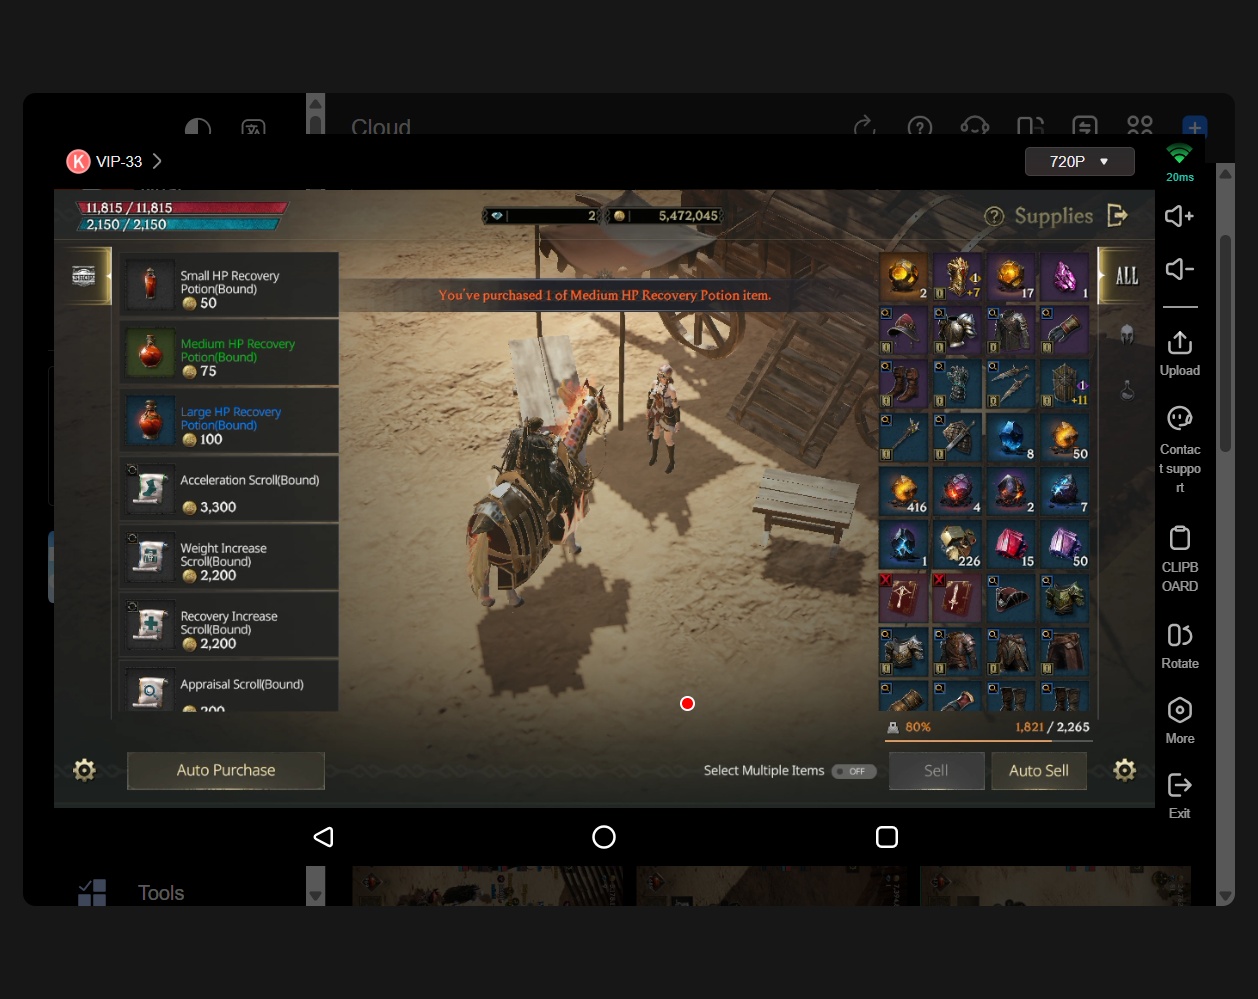 Cloud
K VIP-33
720P
20ms
11,815 / 11,815
2,150 / 2,150
2
5,472,045
Supplies
ALL
You've purchased 1 of Medium HP Recovery Potion item.
Small HP Recovery
Potion(Bound)
50
Medium HP Recovery
Potion(Bound)
75
Large HP Recovery
Potion(Bound)
100
Acceleration Scroll(Bound)
3,300
Weight Increase
Scroll(Bound)
2,200
Recovery Increase
Scroll(Bound)
2,200
Appraisal Scroll(Bound)
2
1
+7
17
1
1
+11
8
50
416
4
2
7
1
226
15
50
80%
1,821 / 2,265
Auto Purchase
Select Multiple Items
OFF
Sell
Auto Sell
Upload
Contac
t suppo
rt
CLIPB
OARD
Rotate
More
Exit
Tools